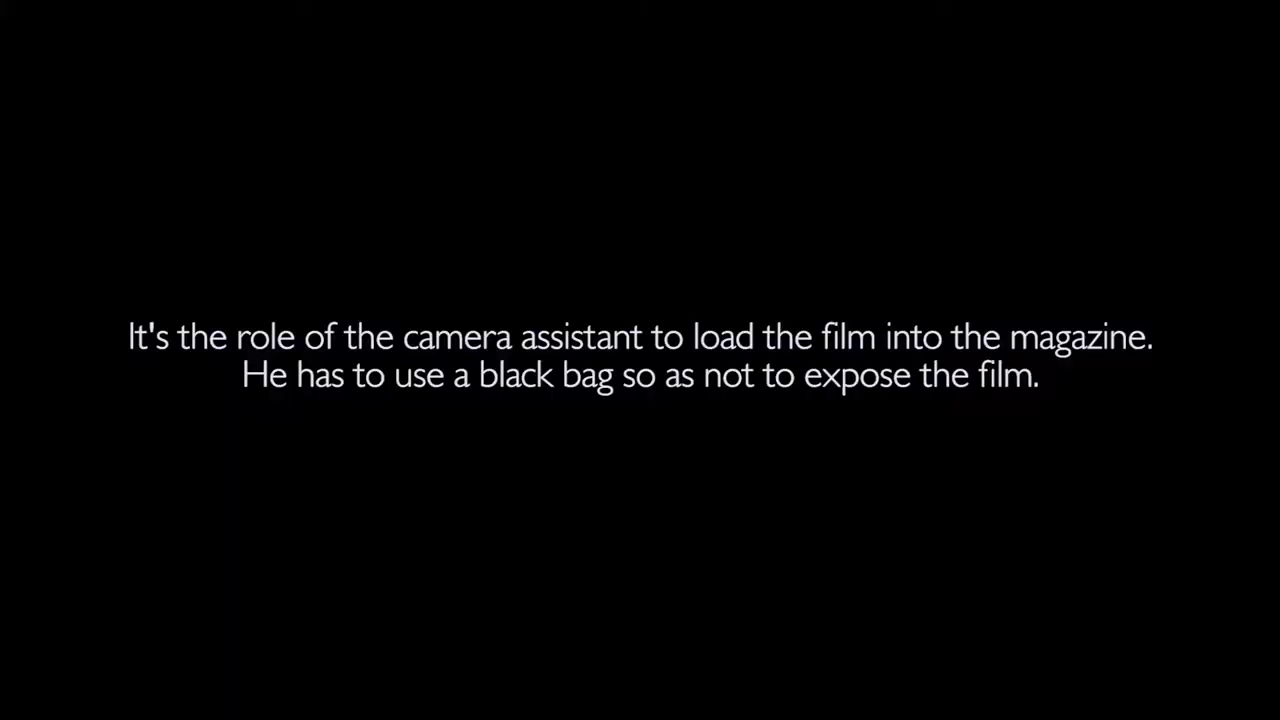 It's the role of the camera assistant to load the film into the magazine.
He has to use a black bag so as not to expose the film.